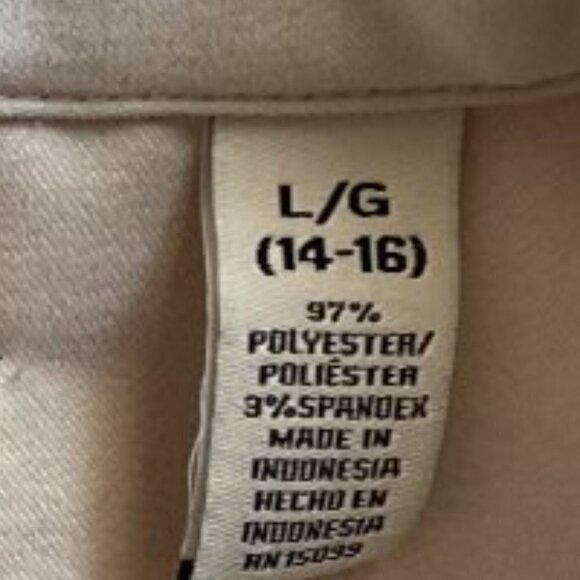 L/G
(14-16)
97%
POLYESTER/
POLIÉSTER
3%SPANDEX
MADE IN
INDONESIA
HECHO EN
INDONESIA
RN15099